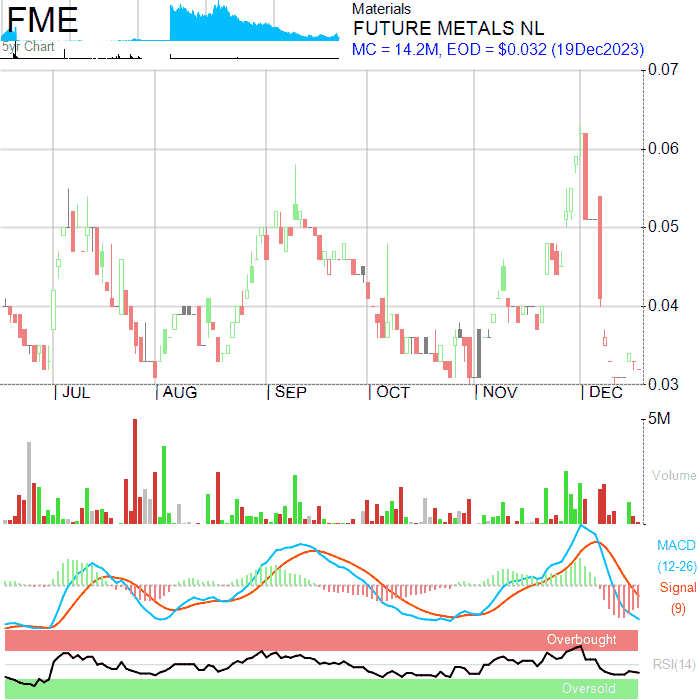 FME
5yr Chart
Materials
FUTURE METALS NL
MC = 14.2M, EOD = $0.032 (19Dec2023)
0.07
0.06
0.05
0.04
0.03
JUL AUG SEP OCT NOV DEC
5M
Volume
MACD
(12-26)
Signal
(9)
Overbought
RSI(14)
Oversold